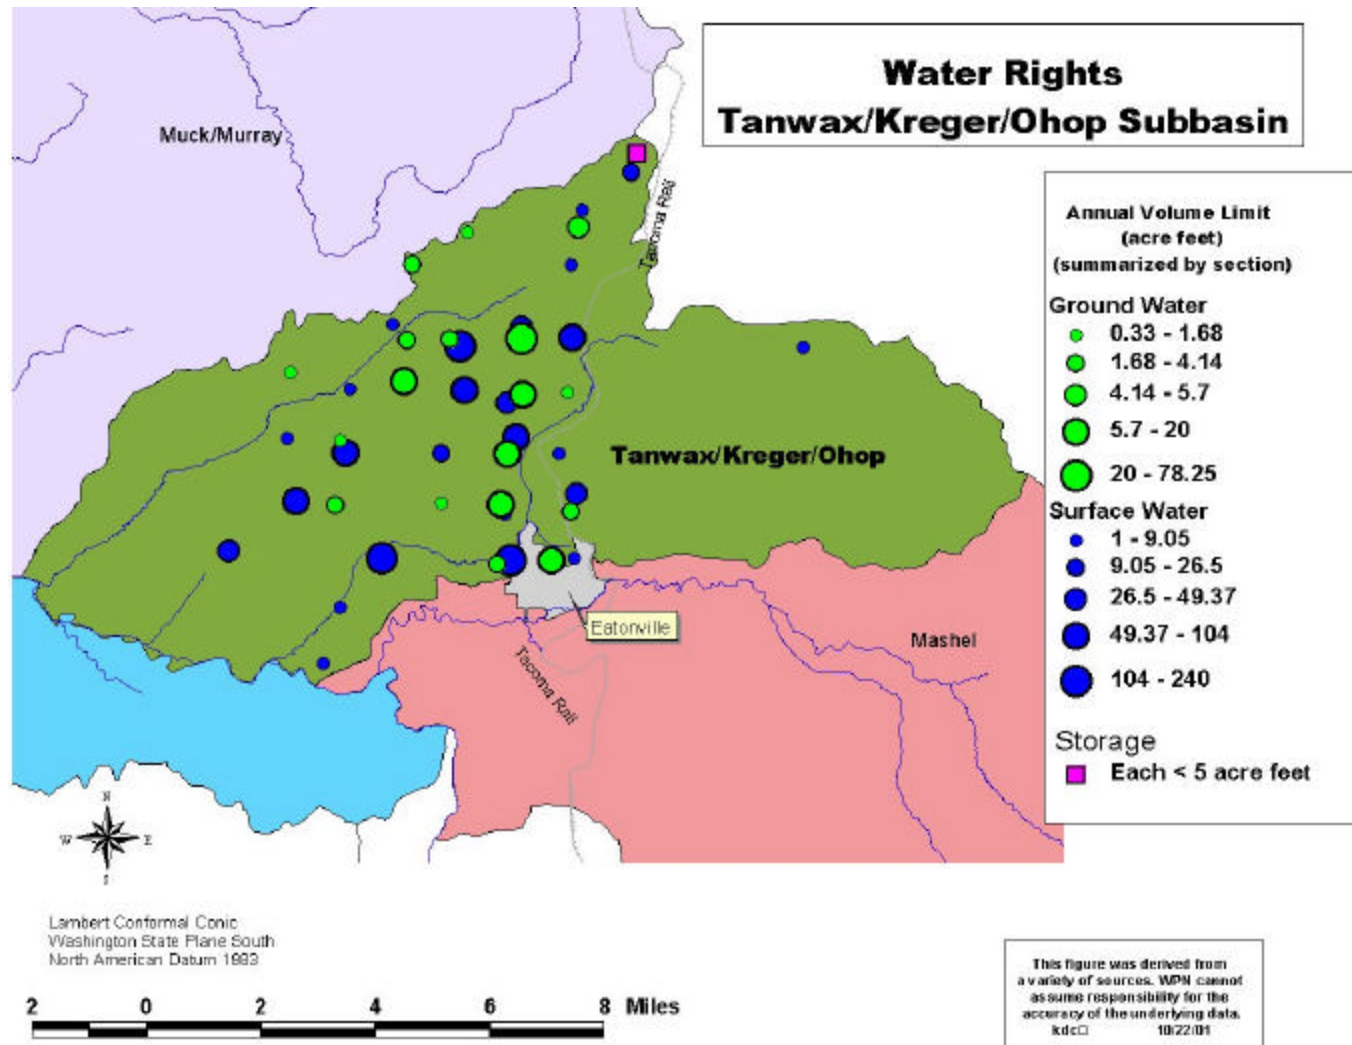 Water Rights
Tanwax/Kreger/Ohop Subbasin
Muck/Murray
Tacoma Rail
Annual Volume Limit
(acre feet)
(summarized by section)
Ground Water
0.33 - 1.68
1.68 - 4.14
4.14 - 5.7
5.7 - 20
20 - 78.25
Surface Water
1 - 9.05
9.05 - 26.5
26.5 - 49.37
49.37 - 104
104 - 240
Storage
Each < 5 acre feet
Tanwax/Kreger/Ohop
Eatonville
Mashel
Tacoma Rail
N
W E
S
Lambert Conformal Conic
Washington State Plane South
North American Datum 1983
2 0 2 4 6 8 Miles
This figure was derived from
a variety of sources. WPN cannot
assume responsibility for the
accuracy of the underlying data.
kdc□ 10/22/01